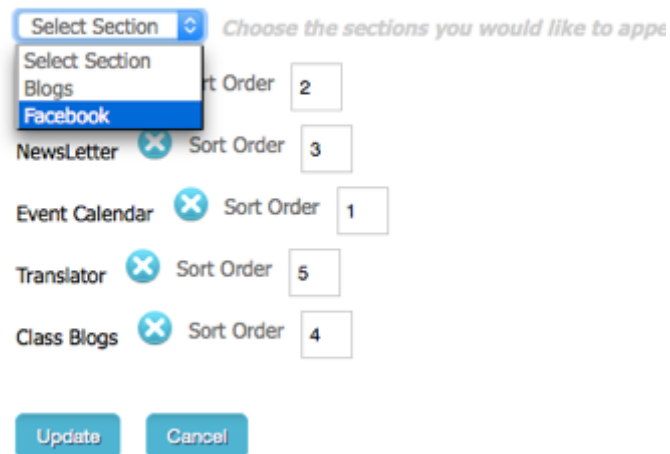 Select Section Choose the sections you would like to appe
Select Section
Blogs rt Order 2
Facebook
NewsLetter Sort Order 3
Event Calendar Sort Order 1
Translator Sort Order 5
Class Blogs Sort Order 4
Update Cancel